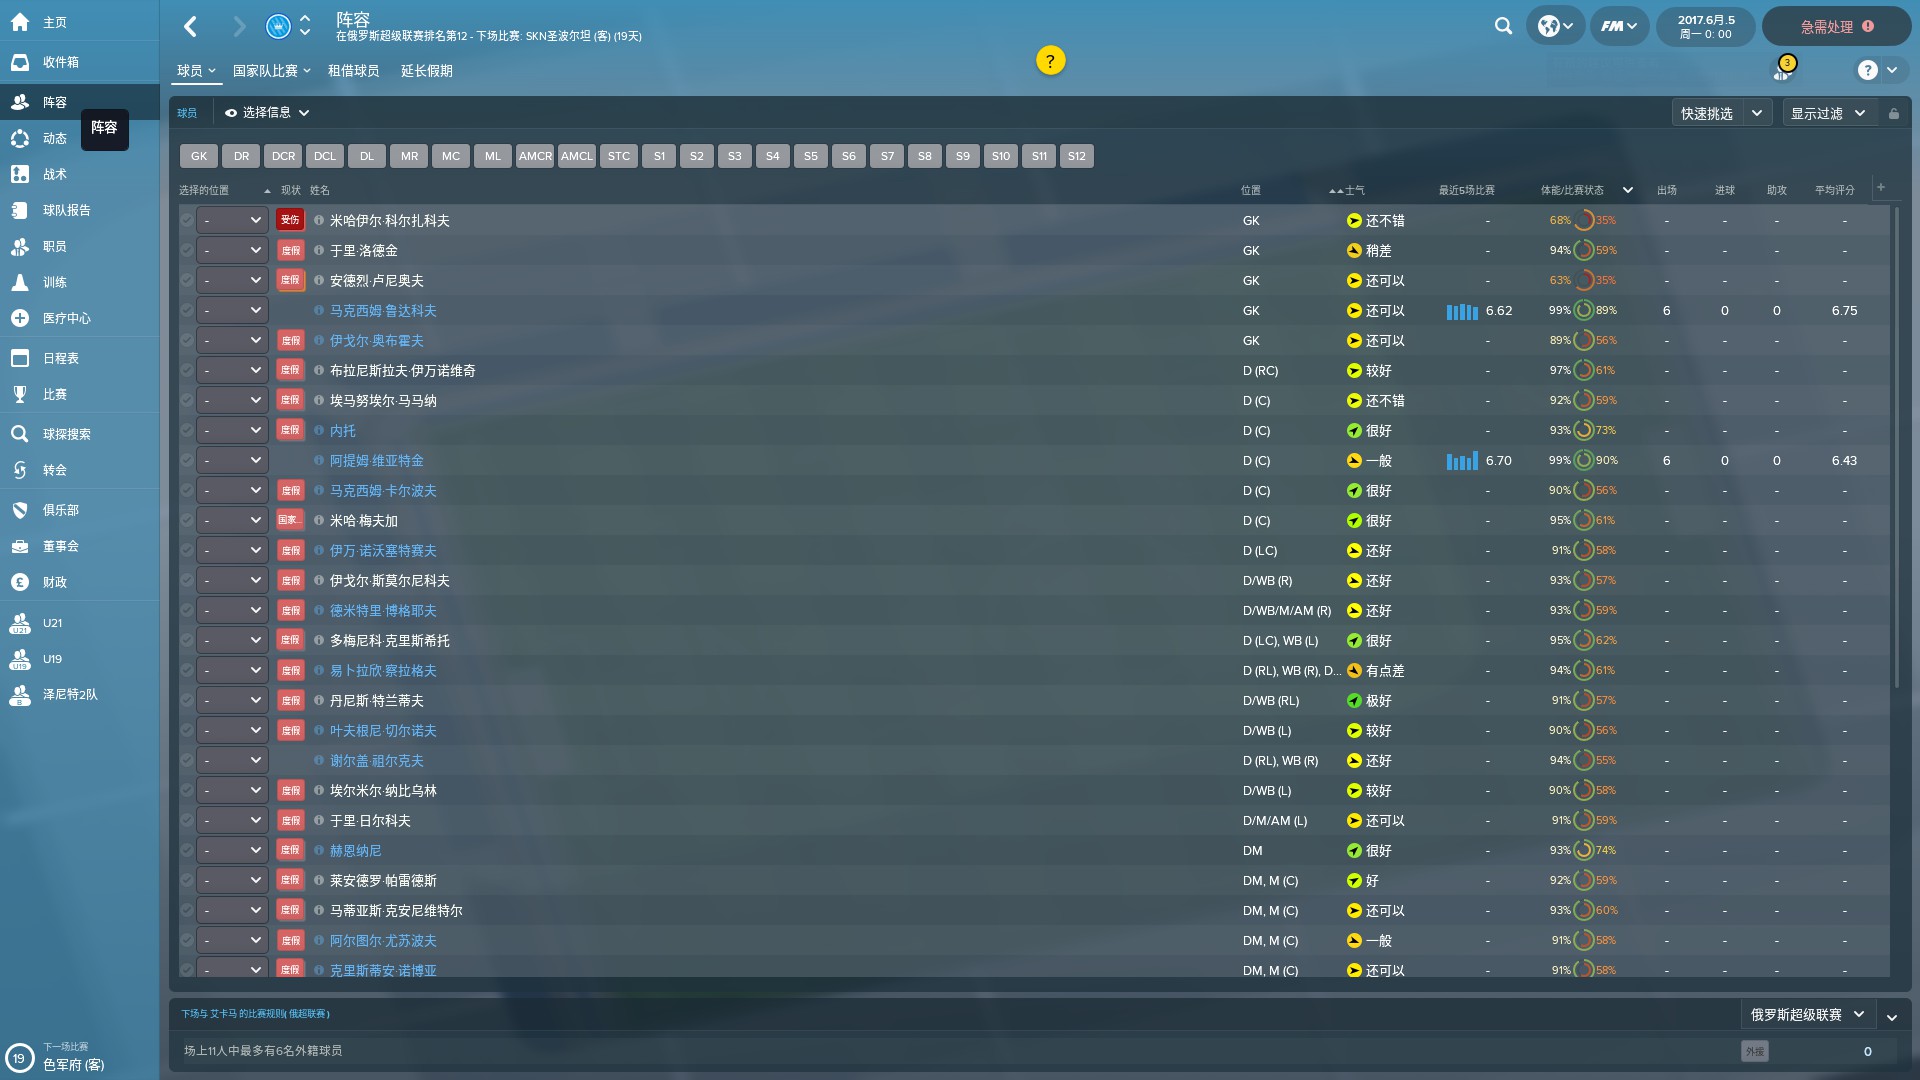 主页
收件箱
阵容
动态
阵容
战术
球队报告
职员
训练
医疗中心
日程表
比赛
球探搜索
转会
俱乐部
董事会
财政
U21
U19
泽尼特2队
19 下一场比赛
色军府 (客)
阵容
在俄罗斯超级联赛排名第12 - 下场比赛: SKN圣波尔坦 (客) (19天)
FM
2017.6月.5
周一 0: 00
急需处理
球员 国家队比赛 租借球员 延长假期
?
3
?
球员 选择信息 快速挑选 显示过滤
GK DR DCR DCL DL MR MC ML AMCR AMCL STC S1 S2 S3 S4 S5 S6 S7 S8 S9 S10 S11 S12
选择的位置 现状 姓名 位置 士气 最近5场比赛 体能/比赛状态 出场 进球 助攻 平均评分 +
- 受伤 米哈伊尔·科尔扎科夫 GK 还不错 - 68% 35% - - - -
- 度假 于里·洛德金 GK 稍差 - 94% 59% - - - -
- 度假 安德烈·卢尼奥夫 GK 还可以 - 63% 35% - - - -
- 马克西姆·鲁达科夫 GK 还可以 6.62 99% 89% 6 0 0 6.75
- 度假 伊戈尔·奥布霍夫 GK 还可以 - 89% 56% - - - -
- 度假 布拉尼斯拉夫·伊万诺维奇 D (RC) 较好 - 97% 61% - - - -
- 度假 埃马努埃尔·马马纳 D (C) 还不错 - 92% 59% - - - -
- 度假 内托 D (C) 很好 - 93% 73% - - - -
- 阿提姆·维亚特金 D (C) 一般 6.70 99% 90% 6 0 0 6.43
- 度假 马克西姆·卡尔波夫 D (C) 很好 - 90% 56% - - - -
- 国家... 米哈·梅夫加 D (C) 很好 - 95% 61% - - - -
- 度假 伊万·诺沃塞特赛夫 D (LC) 还好 - 91% 58% - - - -
- 度假 伊戈尔·斯莫尔尼科夫 D/WB (R) 还好 - 93% 57% - - - -
- 度假 德米特里·博格耶夫 D/WB/M/AM (R) 还好 - 93% 59% - - - -
- 度假 多梅尼科·克里斯希托 D (LC), WB (L) 很好 - 95% 62% - - - -
- 度假 易卜拉欣·察拉格夫 D (RL), WB (R), D... 有点差 - 94% 61% - - - -
- 度假 丹尼斯·特兰蒂夫 D/WB (RL) 极好 - 91% 57% - - - -
- 度假 叶夫根尼·切尔诺夫 D/WB (L) 较好 - 90% 56% - - - -
- 谢尔盖·祖尔克夫 D (RL), WB (R) 还好 - 94% 55% - - - -
- 度假 埃尔米尔·纳比乌林 D/WB (L) 较好 - 90% 58% - - - -
- 度假 于里·日尔科夫 D/M/AM (L) 还可以 - 91% 59% - - - -
- 度假 赫恩纳尼 DM 很好 - 93% 74% - - - -
- 度假 莱安德罗·帕雷德斯 DM, M (C) 好 - 92% 59% - - - -
- 度假 马蒂亚斯·克安尼维特尔 DM, M (C) 还可以 - 93% 60% - - - -
- 度假 阿尔图尔·尤苏波夫 DM, M (C) 一般 - 91% 58% - - - -
- 度假 克里斯蒂安·诺博亚 DM, M (C) 还可以 - 91% 58% - - - -
下场与 艾卡马 的比赛规则( 俄超联赛 ) 俄罗斯超级联赛
场上11人中最多有6名外籍球员 外援 0